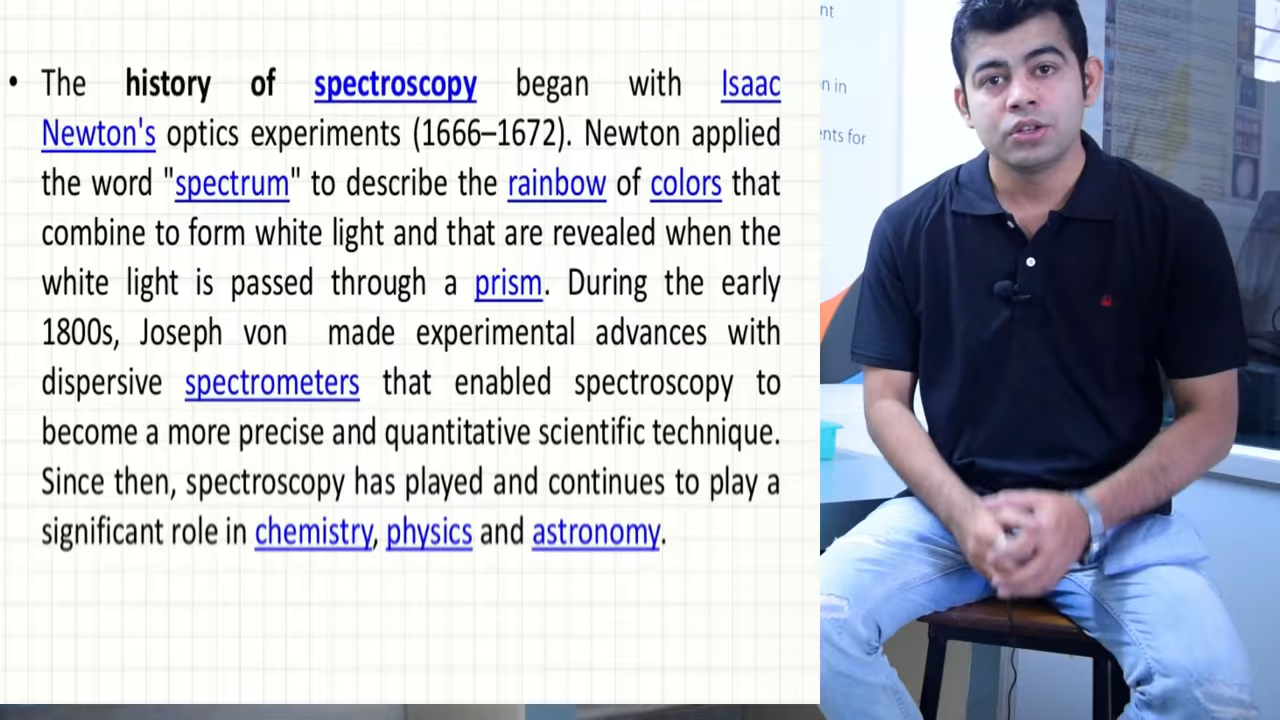 • The history of spectroscopy began with Isaac
Newton's optics experiments (1666–1672). Newton applied
the word "spectrum" to describe the rainbow of colors that
combine to form white light and that are revealed when the
white light is passed through a prism. During the early
1800s, Joseph von made experimental advances with
dispersive spectrometers that enabled spectroscopy to
become a more precise and quantitative scientific technique.
Since then, spectroscopy has played and continues to play a
significant role in chemistry, physics and astronomy.
nt
n in
ents for